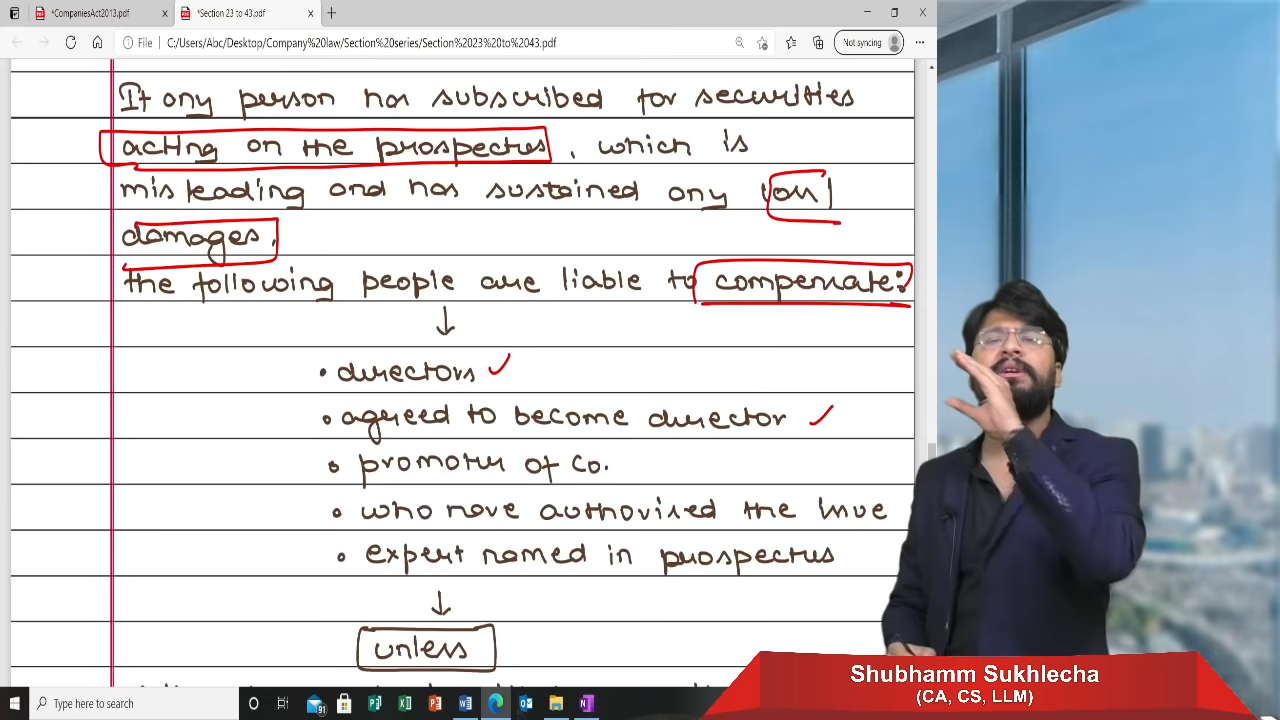 *CompaniesAct2013.pdf
*Section 23 to 43.pdf
File
C:/Users/Abc/Desktop/Company%20law/Section%20series/Section%2023%20to%2043.pdf
Not syncing
If any person has subscribed for securities
acting on the prospectus, which is
misleading and has sustained any loss/
damages,
the following people are liable to compensate:
↓
• directors ✓
• agreed to become director ✓
• promoter of Co.
• who have authorised the issue
• expert named in prospectus
↓
unless
Shubhamm Sukhlecha
(CA, CS, LLM)
Type here to search
91